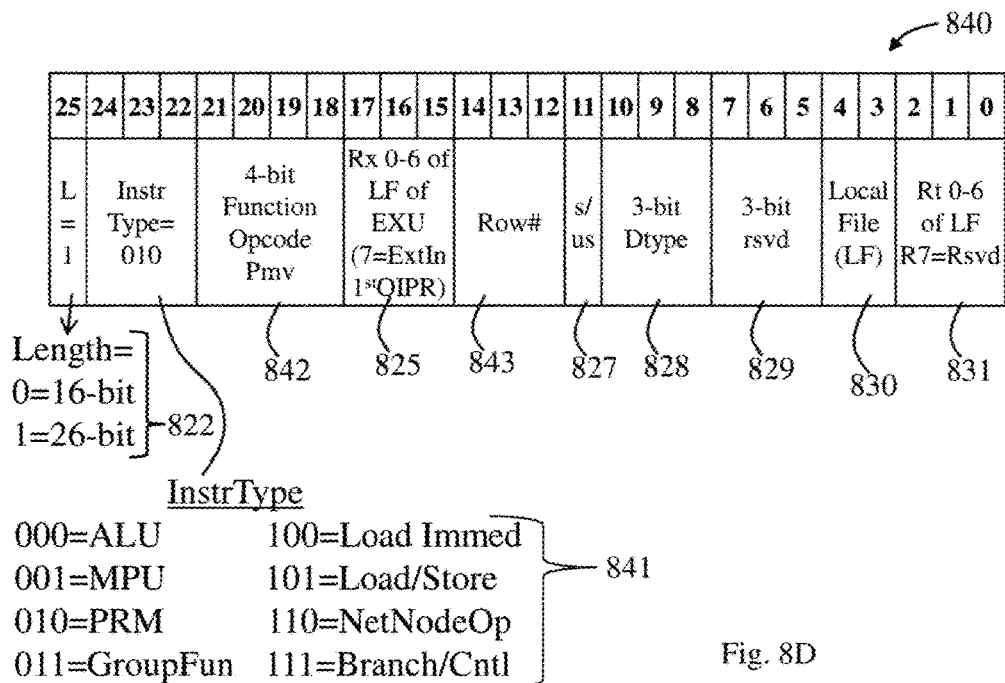 840
25 24 23 22 21 20 19 18 17 16 15 14 13 12 11 10 9 8 7 6 5 4 3 2 1 0
L
=
1
Instr
Type=
010
4-bit
Function
Opcode
Pmv
Rx 0-6 of
LF of
EXU
(7=ExtIn
1stOIPR)
Row#
s/
us
3-bit
Dtype
3-bit
rsvd
Local
File
(LF)
Rt 0-6
of LF
R7=Rsvd
842 825 843 827 828 829 830 831
Length=
0=16-bit
1=26-bit
822
InstrType
000=ALU 100=Load Immed
001=MPU 101=Load/Store
010=PRM 110=NetNodeOp
011=GroupFun 111=Branch/Cntl
841
Fig. 8D